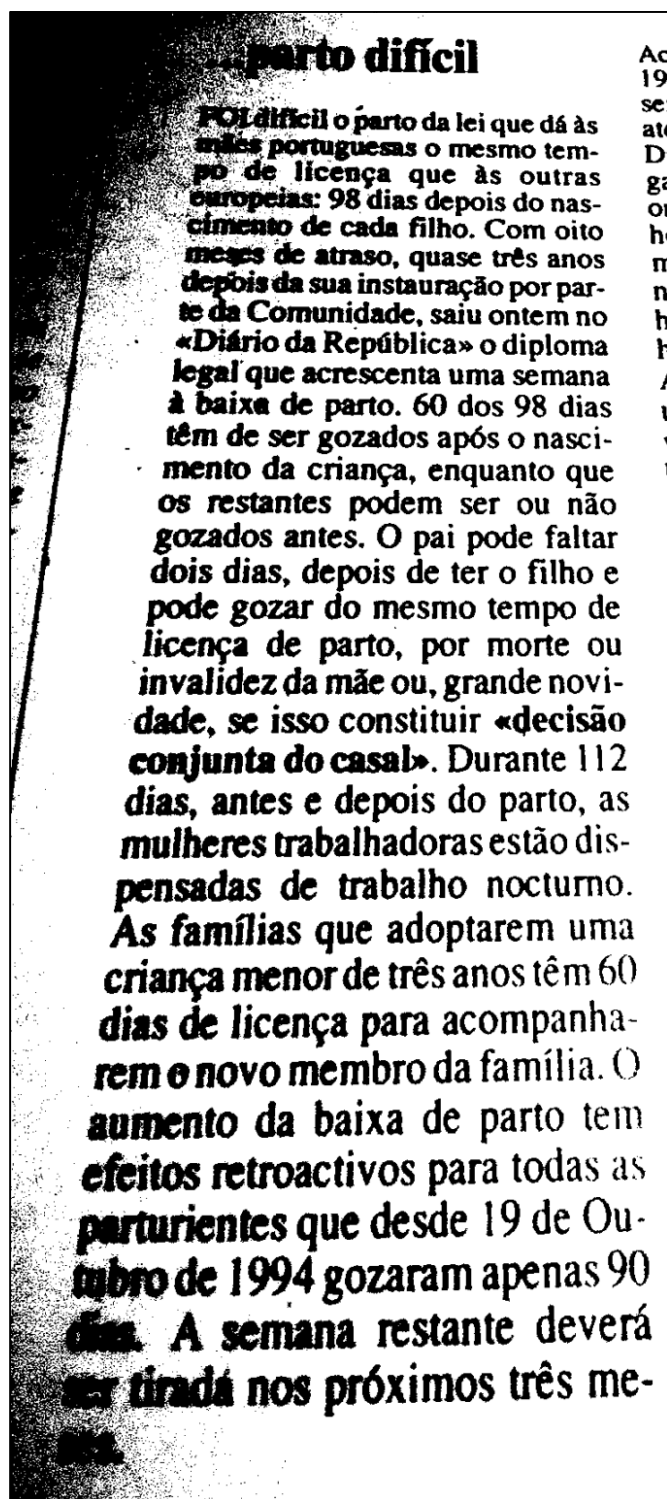 ...parto difícil
FOI difícil o parto da lei que dá às
mães portuguesas o mesmo tem-
po de licença que às outras
europeias: 98 dias depois do nas-
cimento de cada filho. Com oito
meses de atraso, quase três anos
depois da sua instauração por par-
te da Comunidade, saiu ontem no
«Diário da República» o diploma
legal que acrescenta uma semana
à baixa de parto. 60 dos 98 dias
têm de ser gozados após o nasci-
mento da criança, enquanto que
os restantes podem ser ou não
gozados antes. O pai pode faltar
dois dias, depois de ter o filho e
pode gozar do mesmo tempo de
licença de parto, por morte ou
invalidez da mãe ou, grande novi-
dade, se isso constituir «decisão
conjunta do casal». Durante 112
dias, antes e depois do parto, as
mulheres trabalhadoras estão dis-
pensadas de trabalho nocturno.
As famílias que adoptarem uma
criança menor de três anos têm 60
dias de licença para acompanha-
rem o novo membro da família. O
aumento da baixa de parto tem
efeitos retroactivos para todas as
parturientes que desde 19 de Ou-
tubro de 1994 gozaram apenas 90
dias. A semana restante deverá
ser tirada nos próximos três me-
ses.